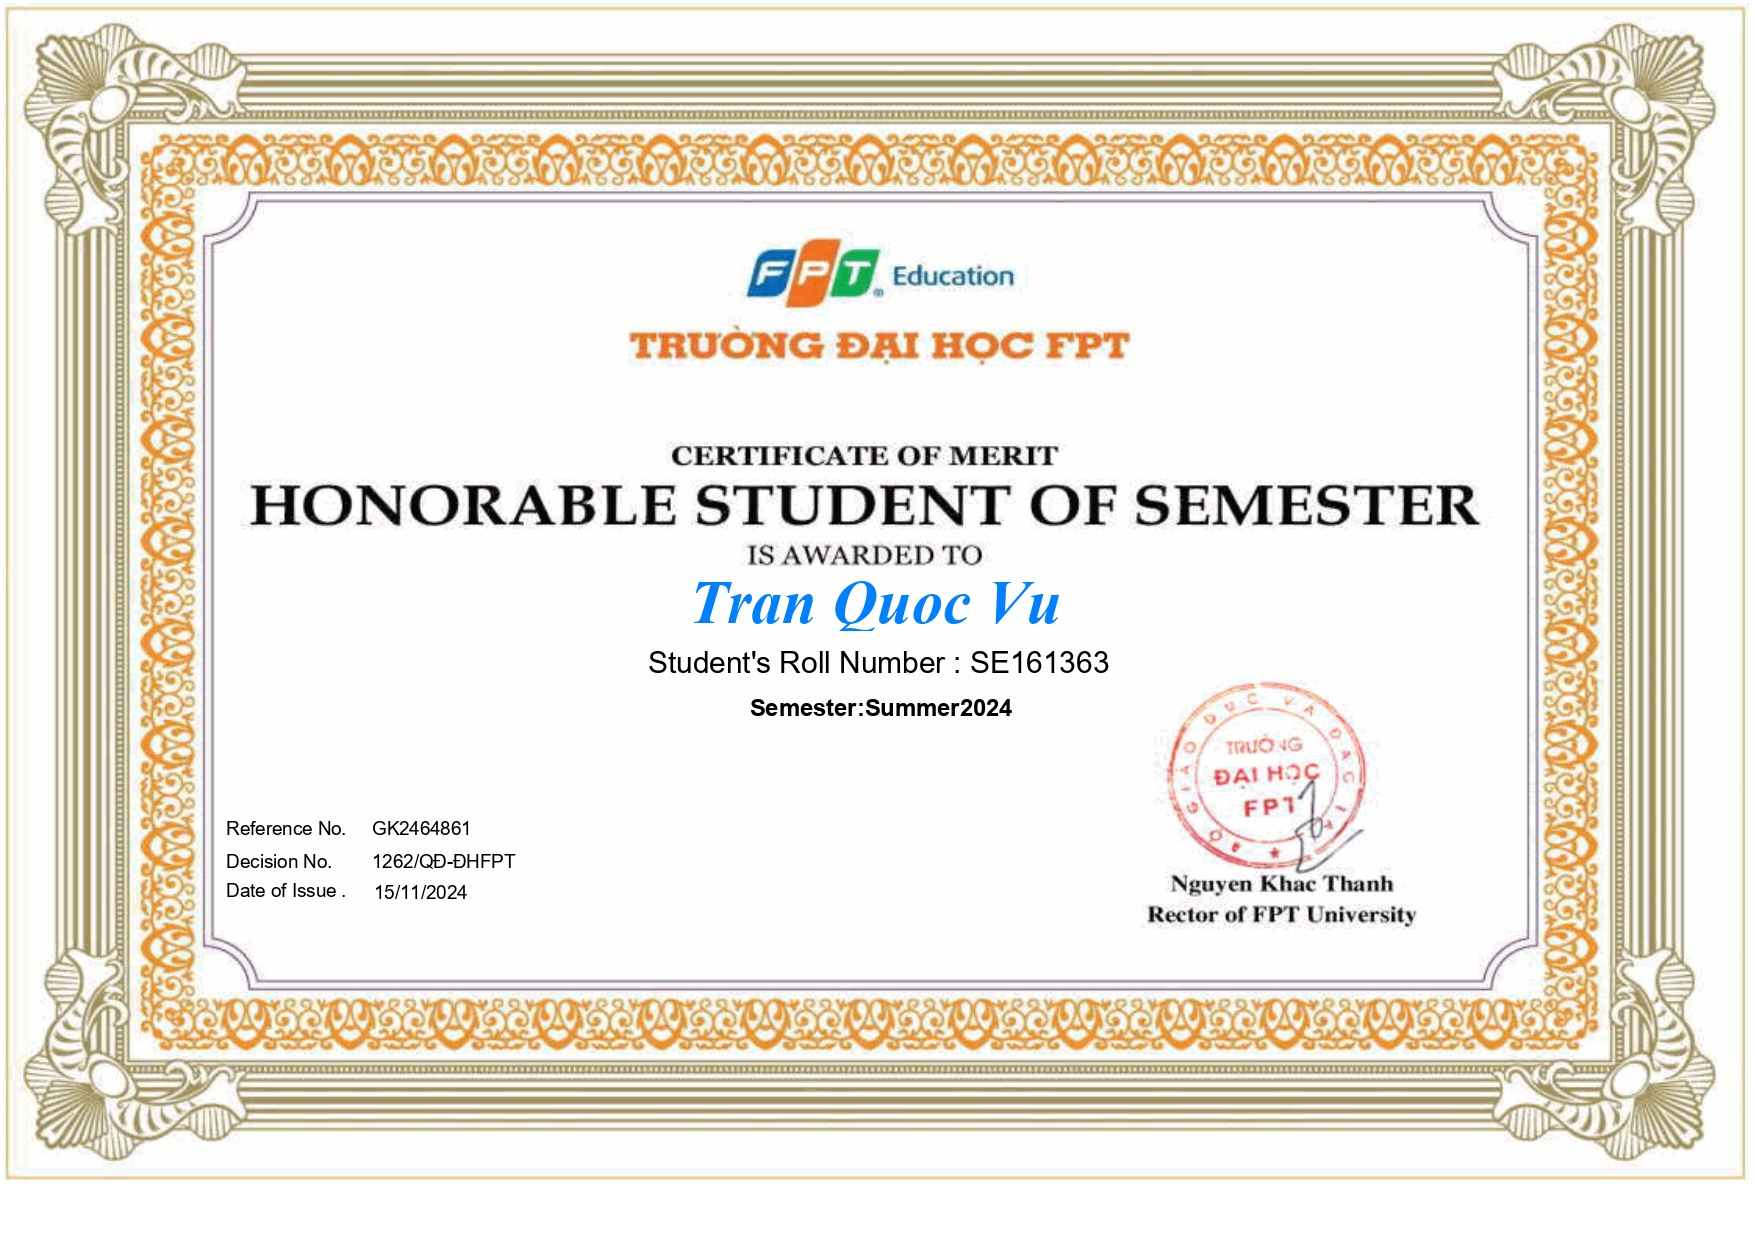 FPT® Education
TRƯỜNG ĐẠI HỌC FPT
CERTIFICATE OF MERIT
HONORABLE STUDENT OF SEMESTER
IS AWARDED TO
Tran Quoc Vu
Student's Roll Number : SE161363
Semester:Summer2024
GIÁO DỤC VÀ ĐÀO
TRƯỜNG
ĐẠI HỌC
FPT
Reference No. GK2464861
Decision No. 1262/QĐ-ĐHFPT
Date of Issue . 15/11/2024
Nguyen Khac Thanh
Rector of FPT University